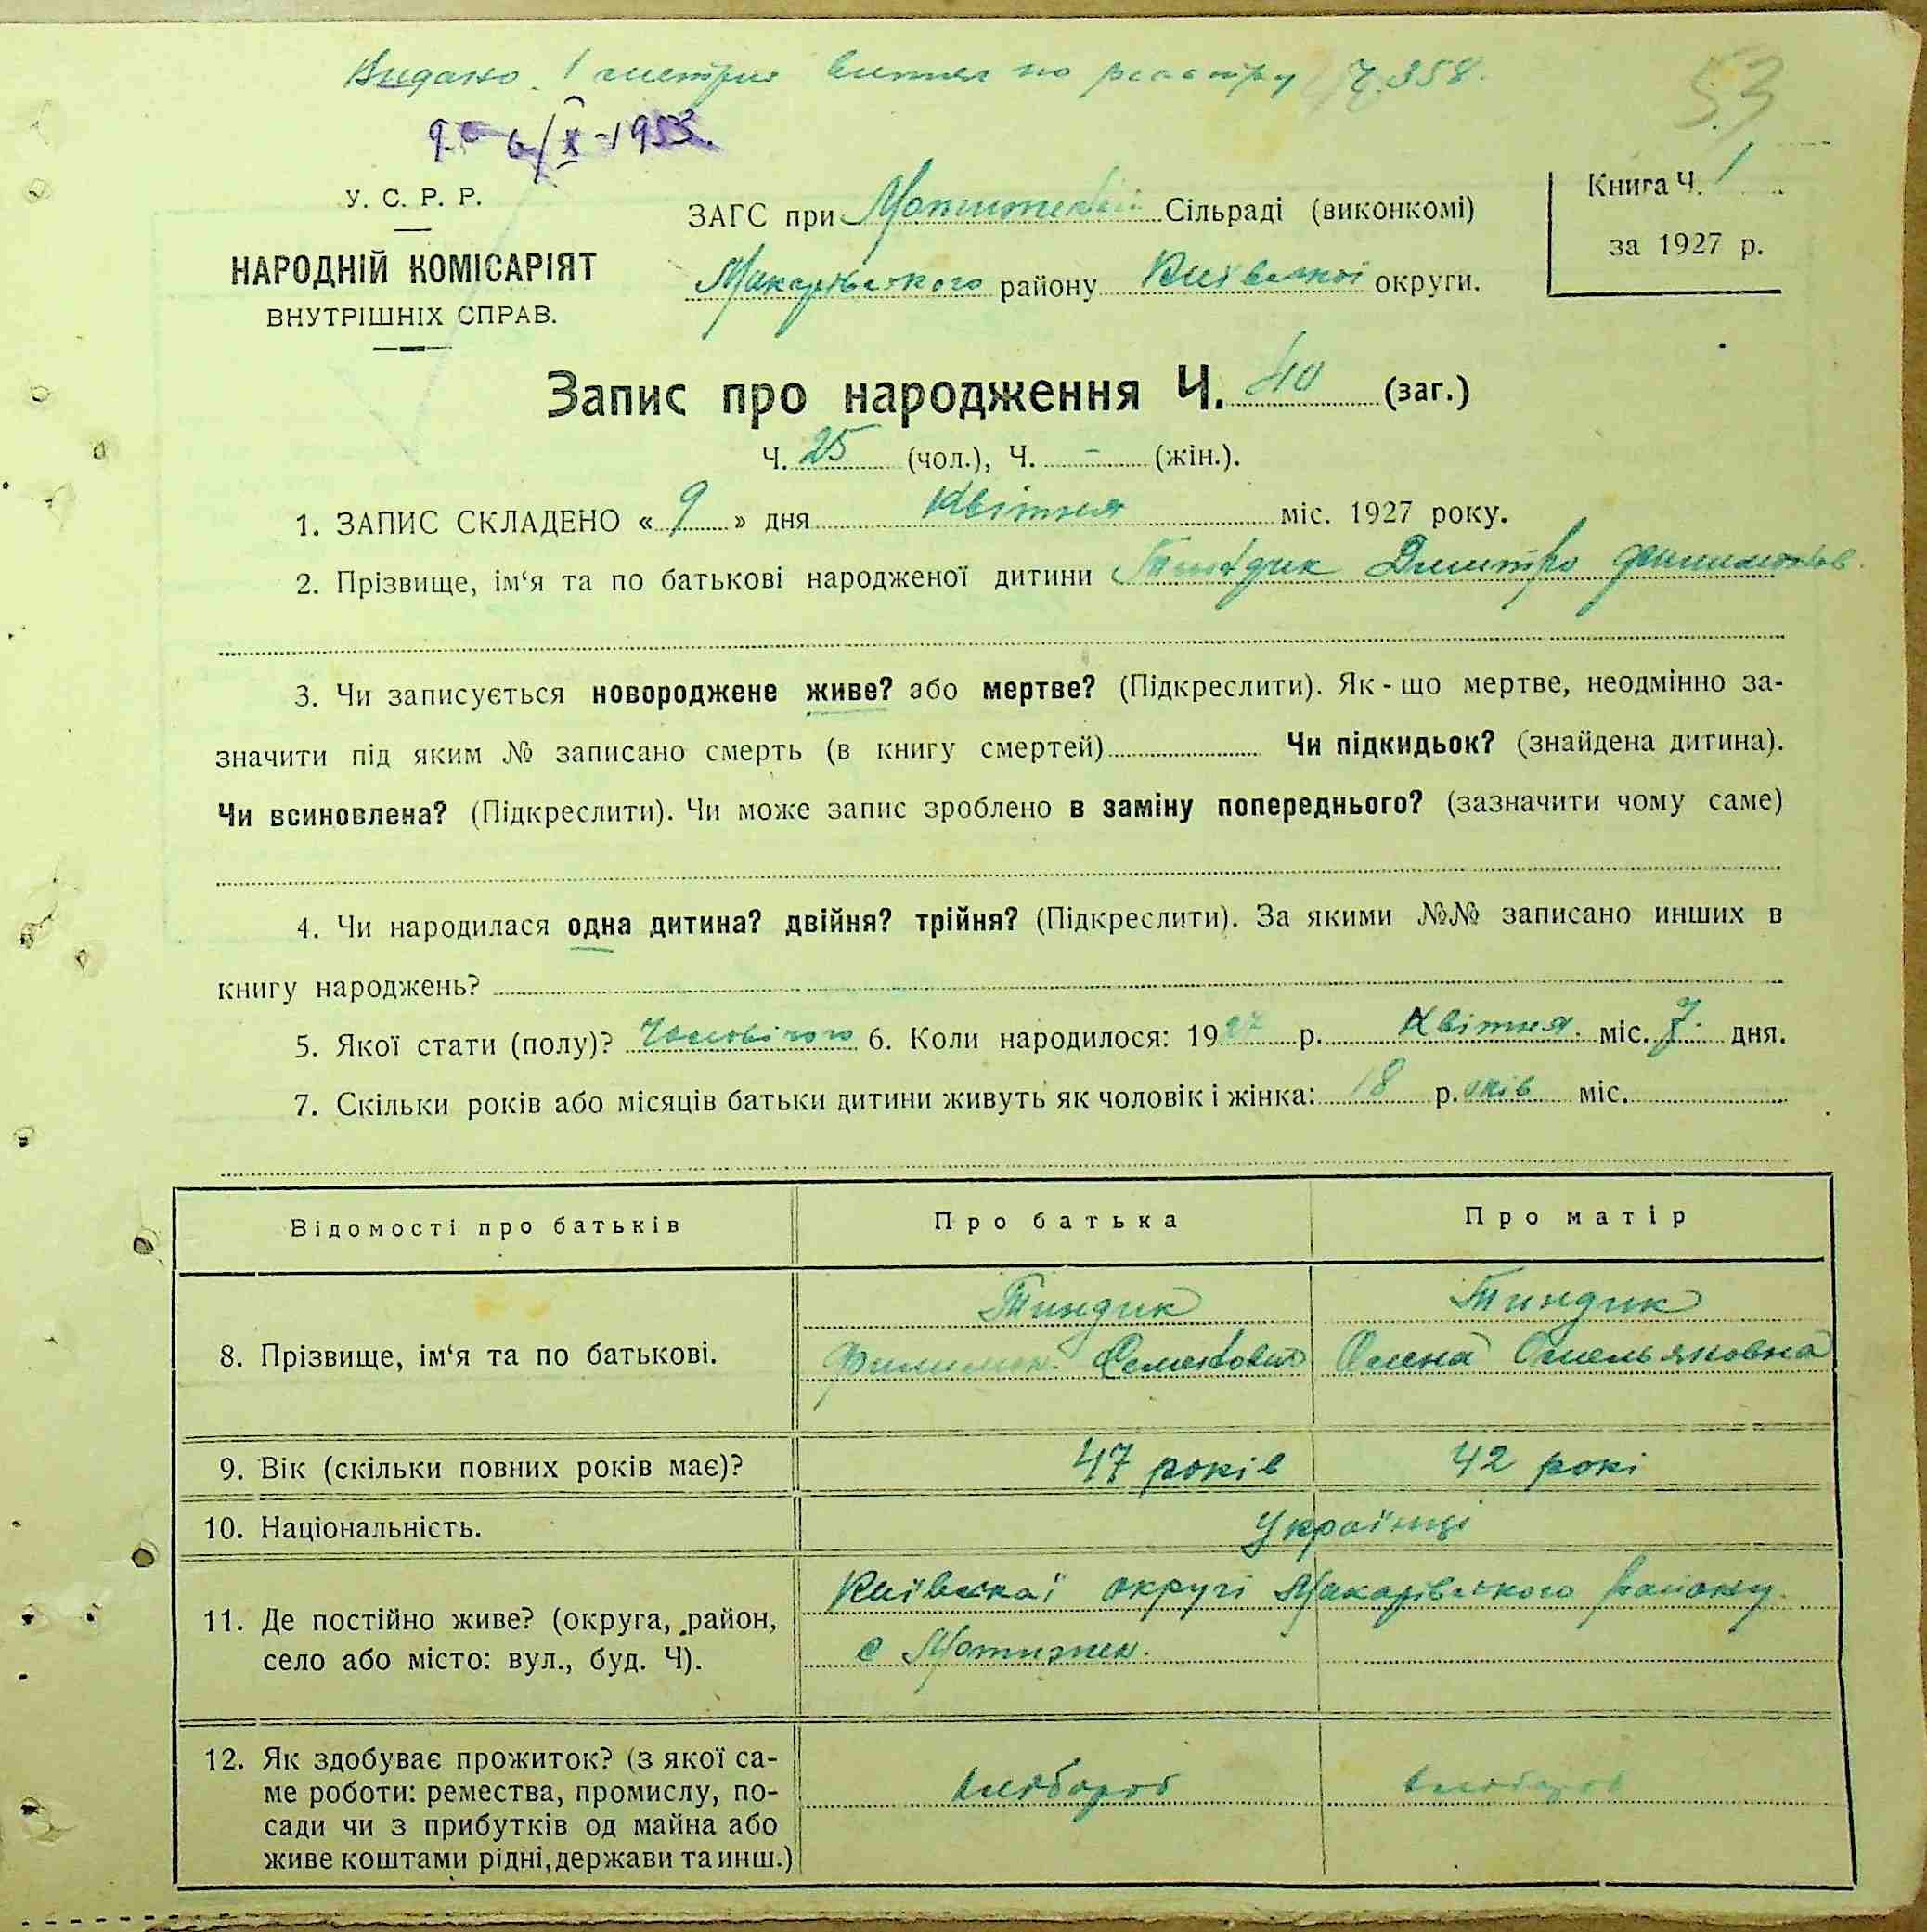 Видано 1 витяг по реєстру 7.358.
53
6/X-1953.
У. С. Р. Р.
НАРОДНІЙ КОМІСАРІЯТ
ВНУТРІШНІХ СПРАВ.
ЗАГС при Мотижській Сільраді (виконкомі)
Макарівського району Київської округи.
Книга Ч. 1
за 1927 р.
Запис про народження Ч. 40 (заг.)
Ч. 25 (чол.), Ч. - (жін.).
1. ЗАПИС СКЛАДЕНО « 9 » дня Квітня міс. 1927 року.
2. Прізвище, ім‘я та по батькові народженої дитини Тиндик Дмитро Филимонов.
3. Чи записується новороджене живе? або мертве? (Підкреслити). Як-що мертве, неодмінно за-
значити під яким № записано смерть (в книгу смертей) Чи підкидьок? (знайдена дитина).
Чи всиновлена? (Підкреслити). Чи може запис зроблено в заміну попереднього? (зазначити чому саме)
4. Чи народилася одна дитина? двійня? трійня? (Підкреслити). За якими №№ записано инших в
книгу народжень?
5. Якої стати (полу)? Чоловічого 6. Коли народилося: 1927 р. Квітня міс. 7. дня.
7. Скільки років або місяців батьки дитини живуть як чоловік і жінка: 18 р.оків міс.
Відомості про батьків Про батька Про матір
Тиндик Тиндик
8. Прізвище, ім‘я та по батькові. Филимон Семенович Олена Омельяновна
9. Вік (скільки повних років має)? 47 років 42 рокі
10. Національність. Українці
Київської округі Макарівського району.
11. Де постійно живе? (округа, район,
село або місто: вул., буд. Ч). с Мотижин.
12. Як здобуває прожиток? (з якої са-
ме роботи: ремества, промислу, по- хлібороб хлібороб
сади чи з прибутків од майна або
живе коштами рідні, держави та инш.)